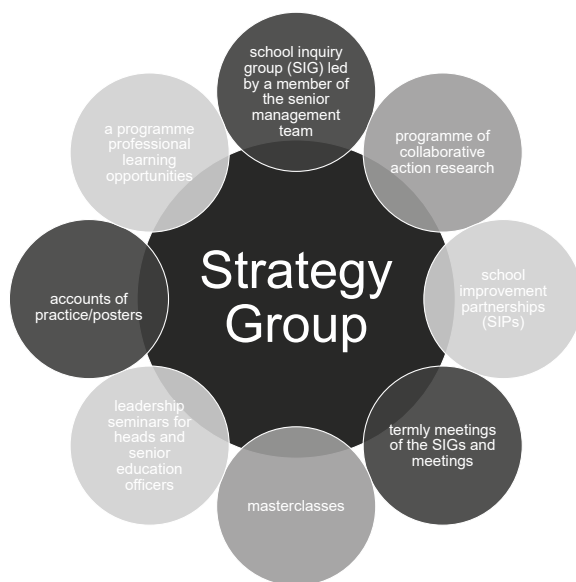 school inquiry
group (SIG) led
by a member of
the senior
management
team
programme of
collaborative
action research
school
improvement
partnerships
(SIPs)
termly meetings
of the SIGs and
meetings
masterclasses
leadership
seminars for
heads and
senior
education
officers
accounts of
practice/posters
a programme
professional
learning
opportunities
Strategy
Group